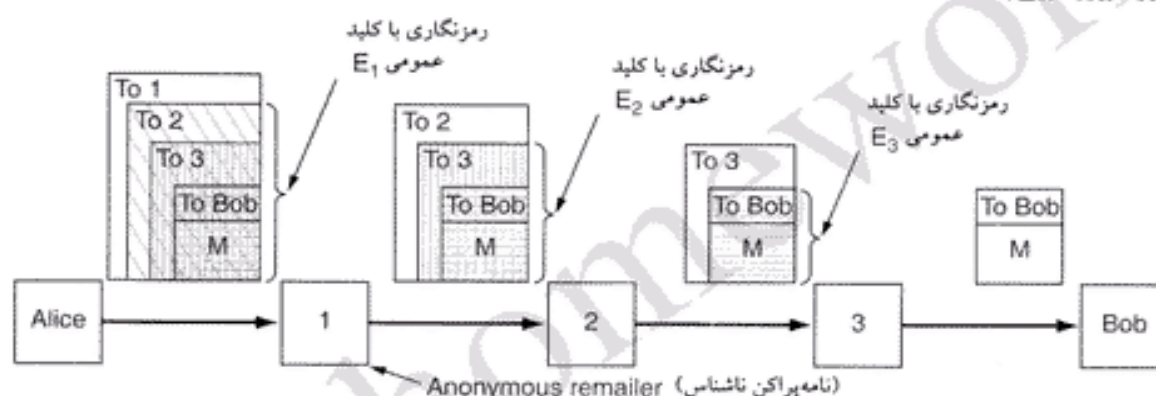 رمزنگاری با کلید
عمومی E1
رمزنگاری با کلید
عمومی E2
رمزنگاری با کلید
عمومی E3
To 1
To 2
To 3
To Bob
M
To 2
To 3
To Bob
M
To 3
To Bob
M
To Bob
M
Alice
1
2
3
Bob
Anonymous remailer (نامه‌پراکن ناشناس)